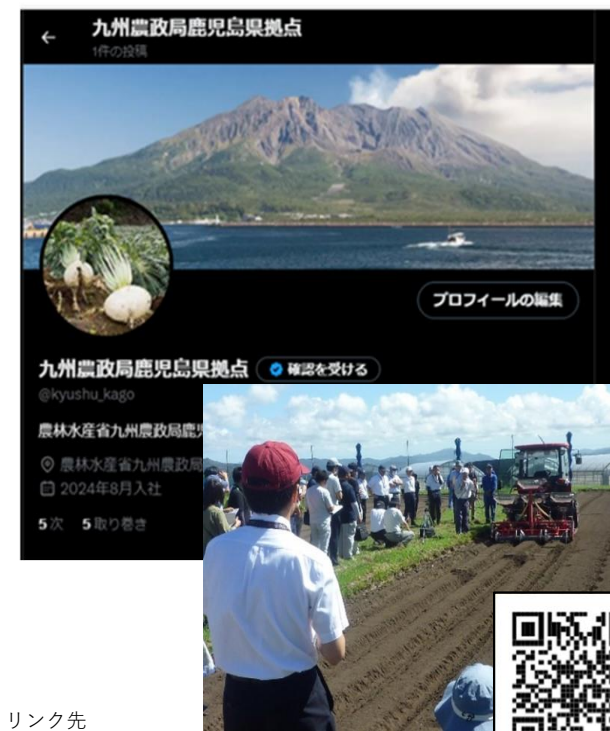 九州農政局鹿児島県拠点
1件の投稿
プロフィールの編集
九州農政局鹿児島県拠点 確認を受ける
@kyushu_kago
農林水産省九州農政局鹿
農林水産省九州農政局
2024年8月入社
5次 5取り巻き
リンク先